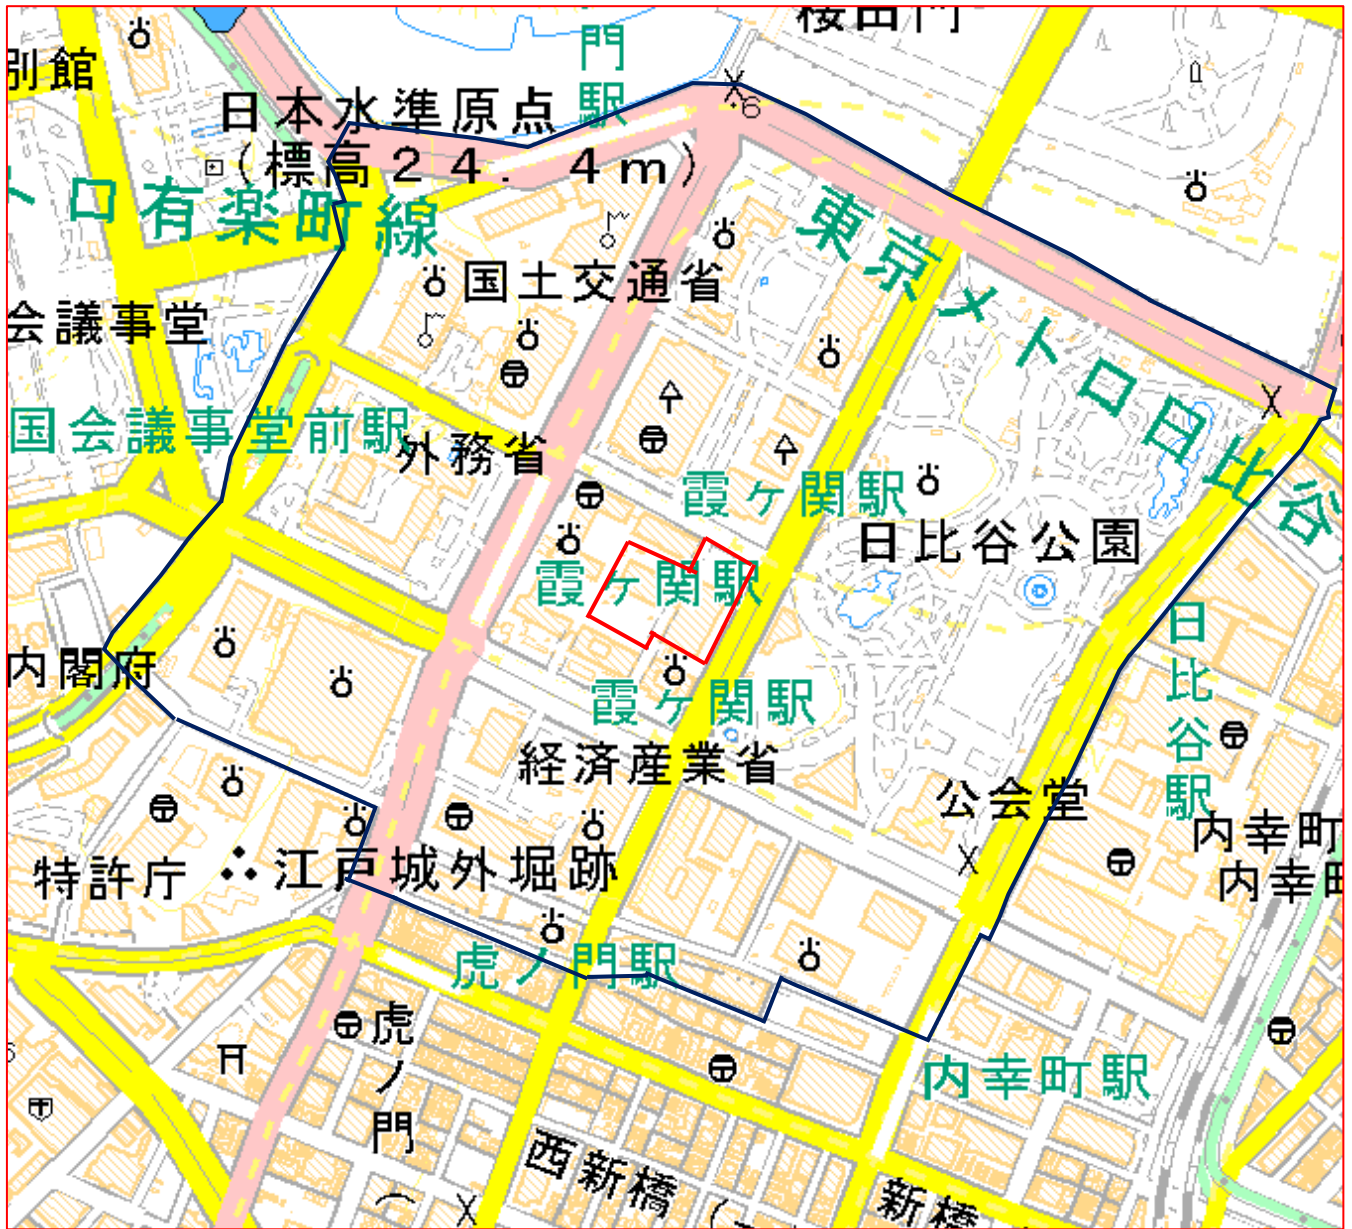 桜田門
門駅
別館
日本水準原点
(標高24.4m)
6
トロ有楽町線
東京メトロ日比谷
国土交通省
会議事堂
国会議事堂前駅
外務省
霞ケ関駅
日比谷公園
霞ヶ関駅
日比谷駅
内閣府
霞ケ関駅
経済産業省
公会堂
内幸町
内幸町
特許庁
江戸城外堀跡
虎ノ門駅
虎ノ門(
内幸町駅
西新橋(
新橋